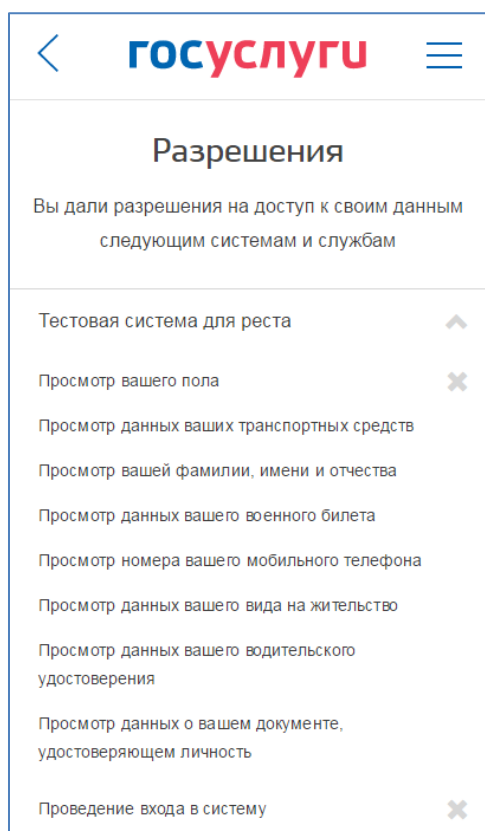 госуслуги
Разрешения
Вы дали разрешения на доступ к своим данным
следующим системам и службам
Тестовая система для реста
Просмотр вашего пола
Просмотр данных ваших транспортных средств
Просмотр вашей фамилии, имени и отчества
Просмотр данных вашего военного билета
Просмотр номера вашего мобильного телефона
Просмотр данных вашего вида на жительство
Просмотр данных вашего водительского
удостоверения
Просмотр данных о вашем документе,
удостоверяющем личность
Проведение входа в систему